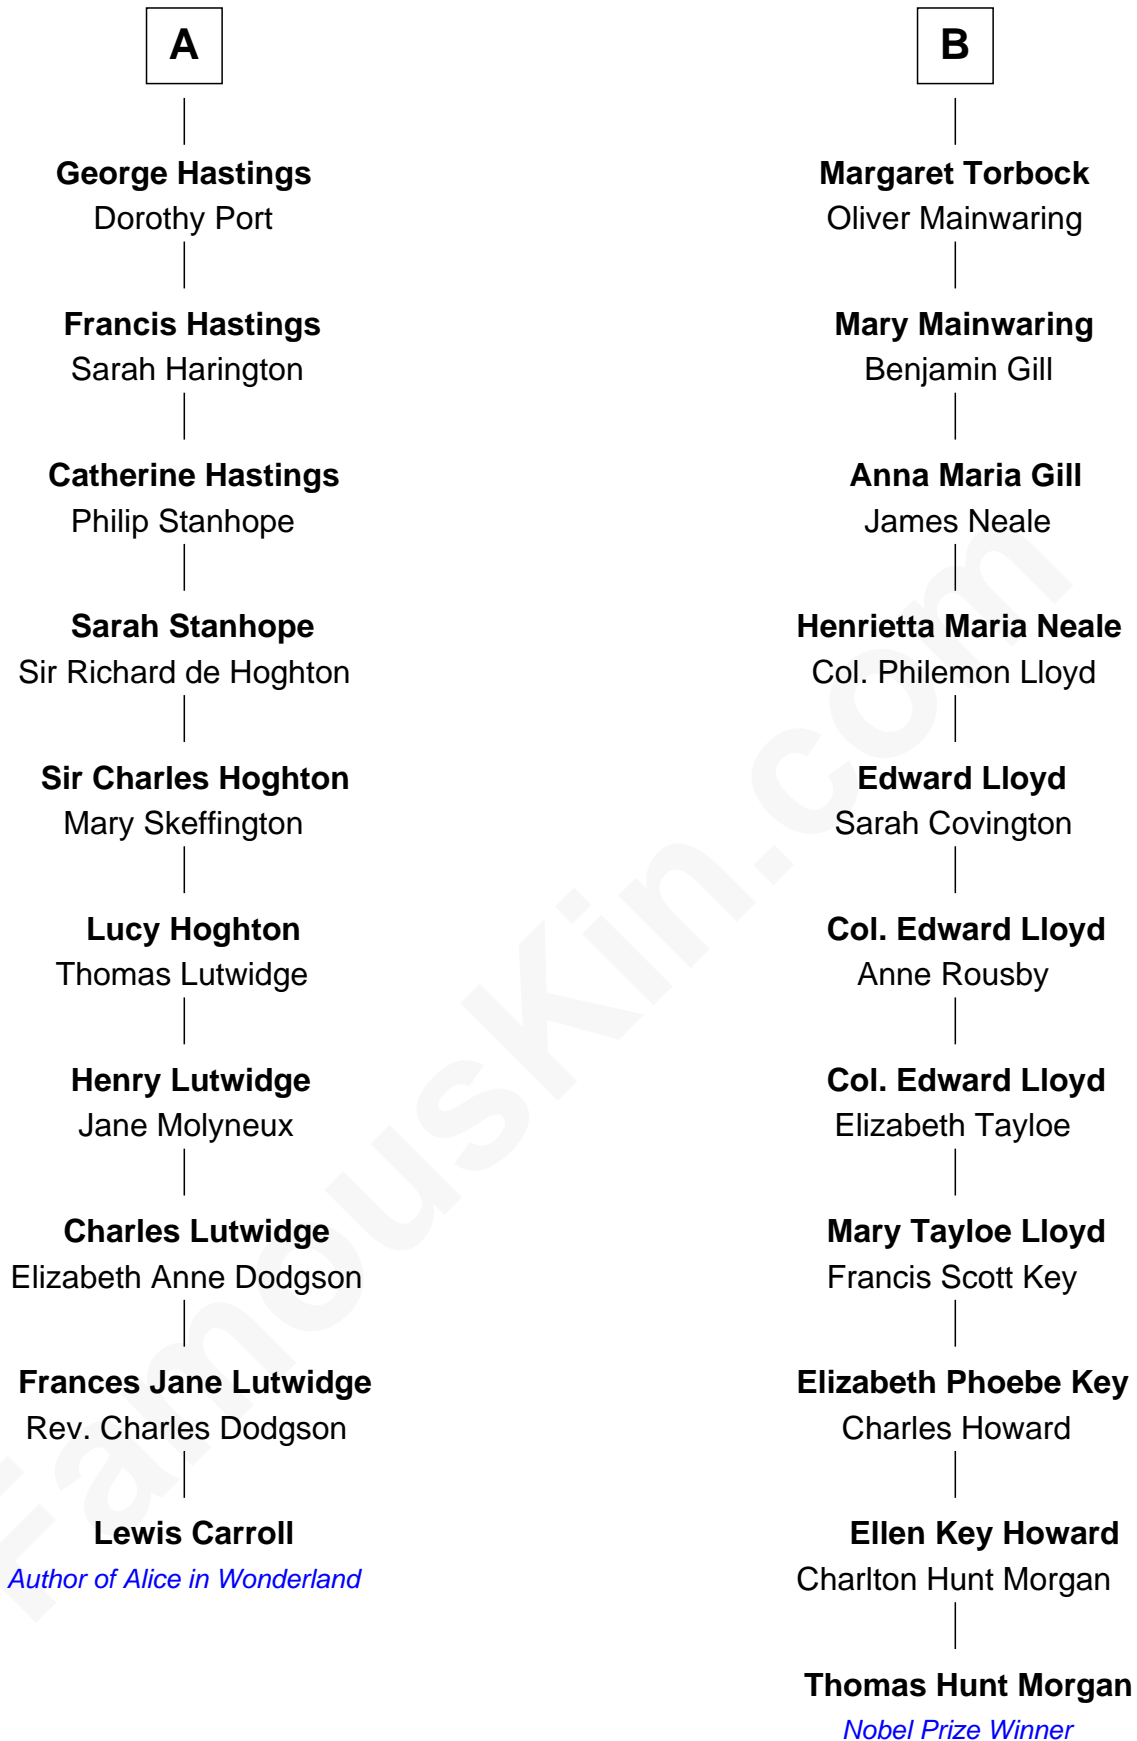 A
George Hastings
Dorothy Port
Francis Hastings
Sarah Harington
Catherine Hastings
Philip Stanhope
Sarah Stanhope
Sir Richard de Hoghton
Sir Charles Hoghton
Mary Skeffington
Lucy Hoghton
Thomas Lutwidge
Henry Lutwidge
Jane Molyneux
Charles Lutwidge
Elizabeth Anne Dodgson
Frances Jane Lutwidge
Rev. Charles Dodgson
Lewis Carroll
Author of Alice in Wonderland
B
Margaret Torbock
Oliver Mainwaring
Mary Mainwaring
Benjamin Gill
Anna Maria Gill
James Neale
Henrietta Maria Neale
Col. Philemon Lloyd
Edward Lloyd
Sarah Covington
Col. Edward Lloyd
Anne Rousby
Col. Edward Lloyd
Elizabeth Tayloe
Mary Tayloe Lloyd
Francis Scott Key
Elizabeth Phoebe Key
Charles Howard
Ellen Key Howard
Charlton Hunt Morgan
Thomas Hunt Morgan
Nobel Prize Winner
FamousKin.com